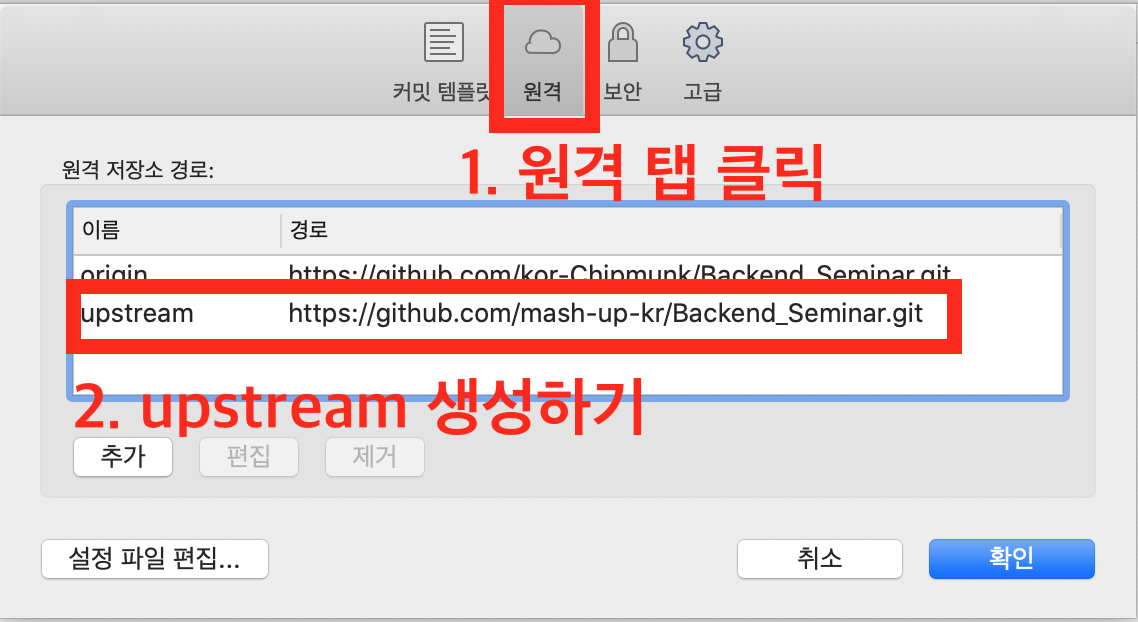 커밋 템플릿
원격
보안
고급
1. 원격 탭 클릭
원격 저장소 경로:
이름
경로
origin
https://github.com/kor-Chipmunk/Backend_Seminar.git
upstream
https://github.com/mash-up-kr/Backend_Seminar.git
2. upstream 생성하기
추가
편집
제거
설정 파일 편집...
취소
확인